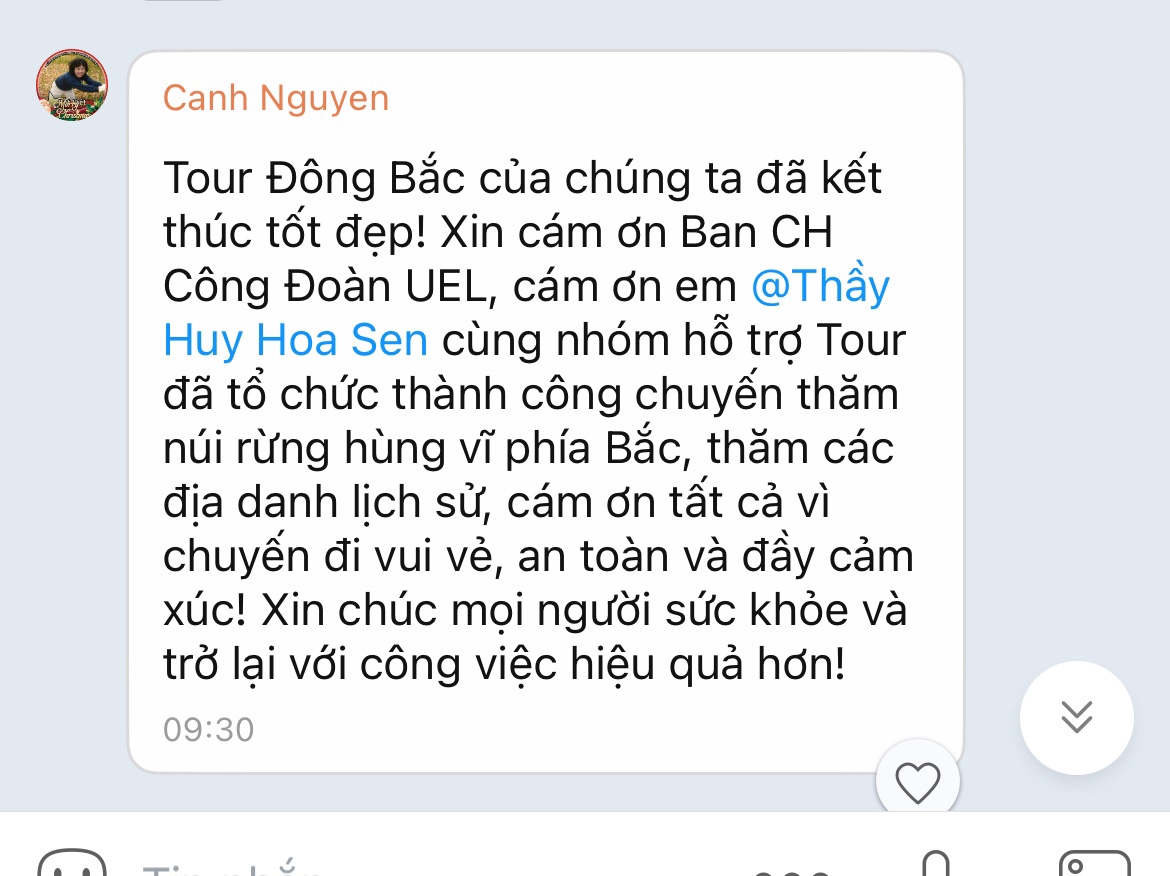 Canh Nguyen
Tour Đông Bắc của chúng ta đã kết
thúc tốt đẹp! Xin cám ơn Ban CH
Công Đoàn UEL, cám ơn em @Thầy
Huy Hoa Sen cùng nhóm hỗ trợ Tour
đã tổ chức thành công chuyến thăm
núi rừng hùng vĩ phía Bắc, thăm các
địa danh lịch sử, cám ơn tất cả vì
chuyến đi vui vẻ, an toàn và đầy cảm
xúc! Xin chúc mọi người sức khỏe và
trở lại với công việc hiệu quả hơn!
09:30
Tin nhắn